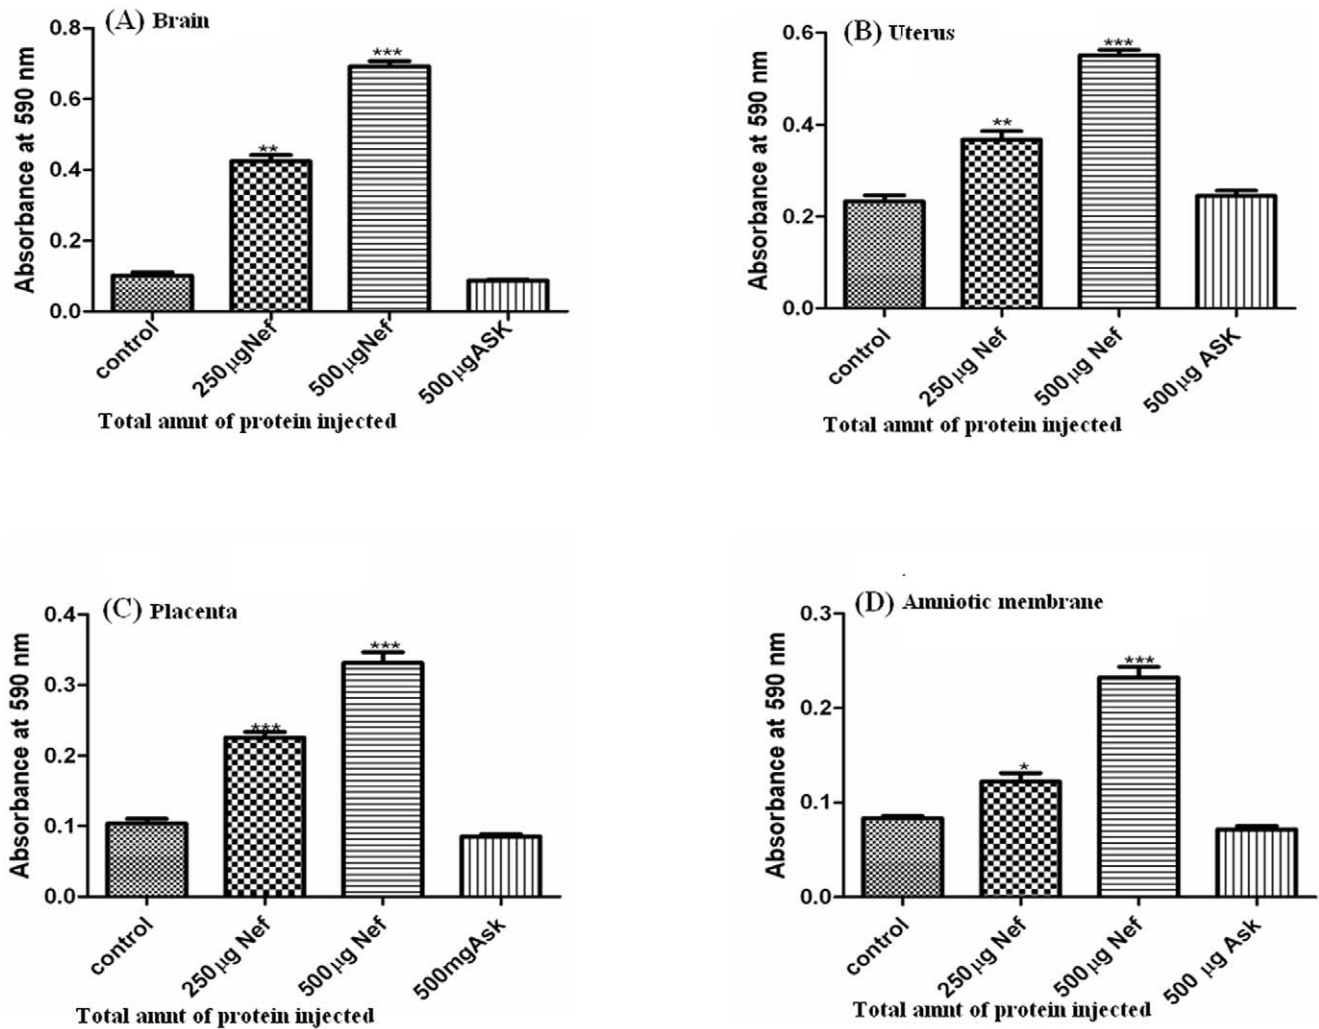 (A) Brain
Absorbance at 590 nm
0.8
0.6
0.4
0.2
0.0
**
***
control
250µgNef
500µgNef
500µgASK
Total amnt of protein injected
(B) Uterus
Absorbance at 590 nm
0.6
0.4
0.2
0.0
**
***
control
250µg Nef
500µg Nef
500µg ASK
Total amnt of protein injected
(C) Placenta
Absorbance at 590 nm
0.4
0.3
0.2
0.1
0.0
***
***
control
250µg Nef
500µg Nef
500mgAsk
Total amnt of protein injected
(D) Amniotic membrane
Absorbance at 590 nm
0.3
0.2
0.1
0.0
*
***
control
250µg Nef
500µg Nef
500 µg Ask
Total amnt of protein injected